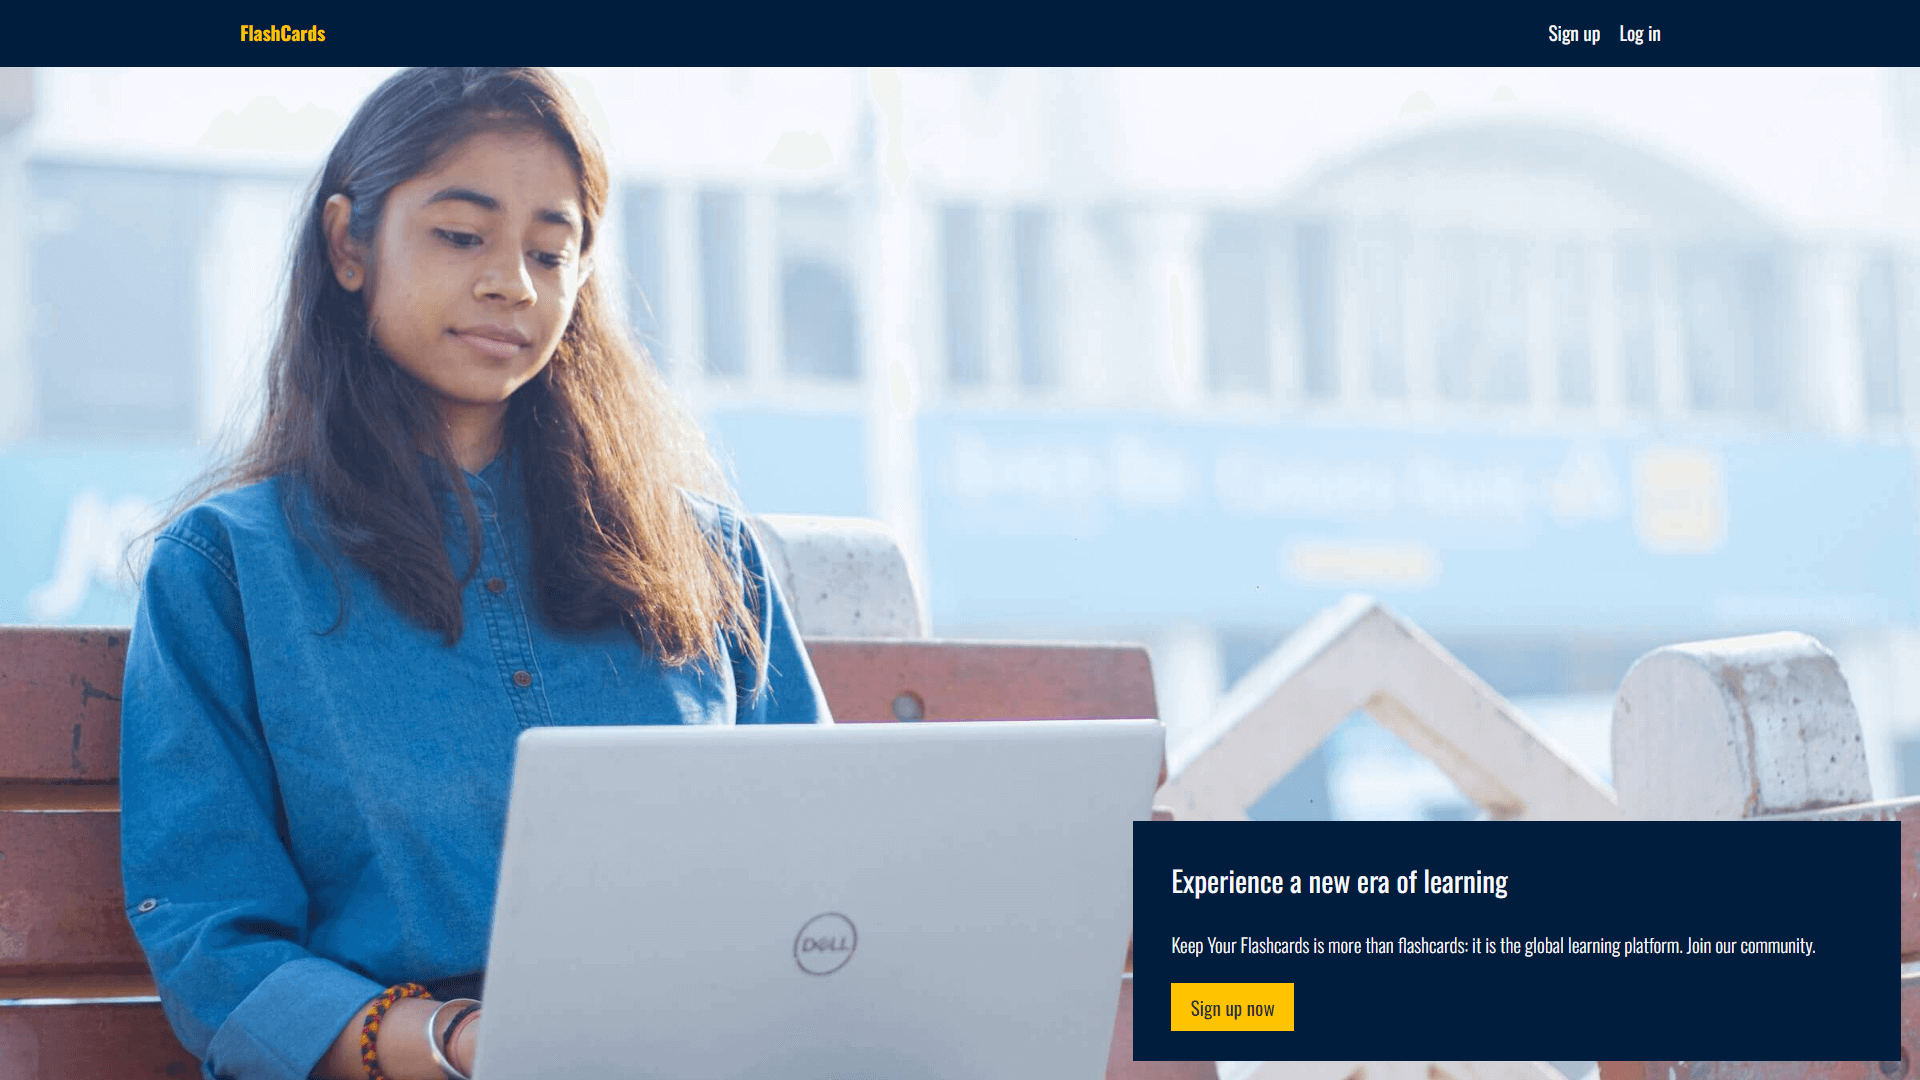 FlashCards
Sign up
Log in
DELL
Experience a new era of learning
Keep Your Flashcards is more than flashcards: it is the global learning platform. Join our community.
Sign up now